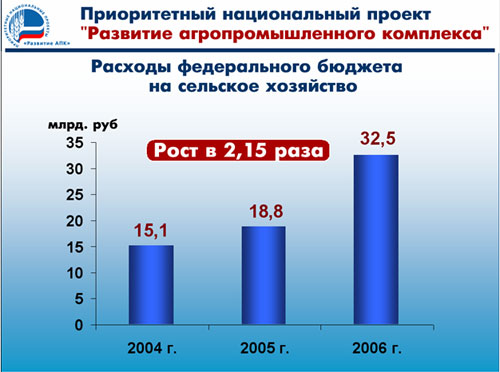 Приоритетный национальный проект
"Развитие агропромышленного комплекса"
«Развитие АПК»
Расходы федерального бюджета
на сельское хозяйство
млрд. руб
Рост в 2,15 раза
35
30
25
20
15
10
5
0
15,1
18,8
32,5
2004 г.
2005 г.
2006 г.